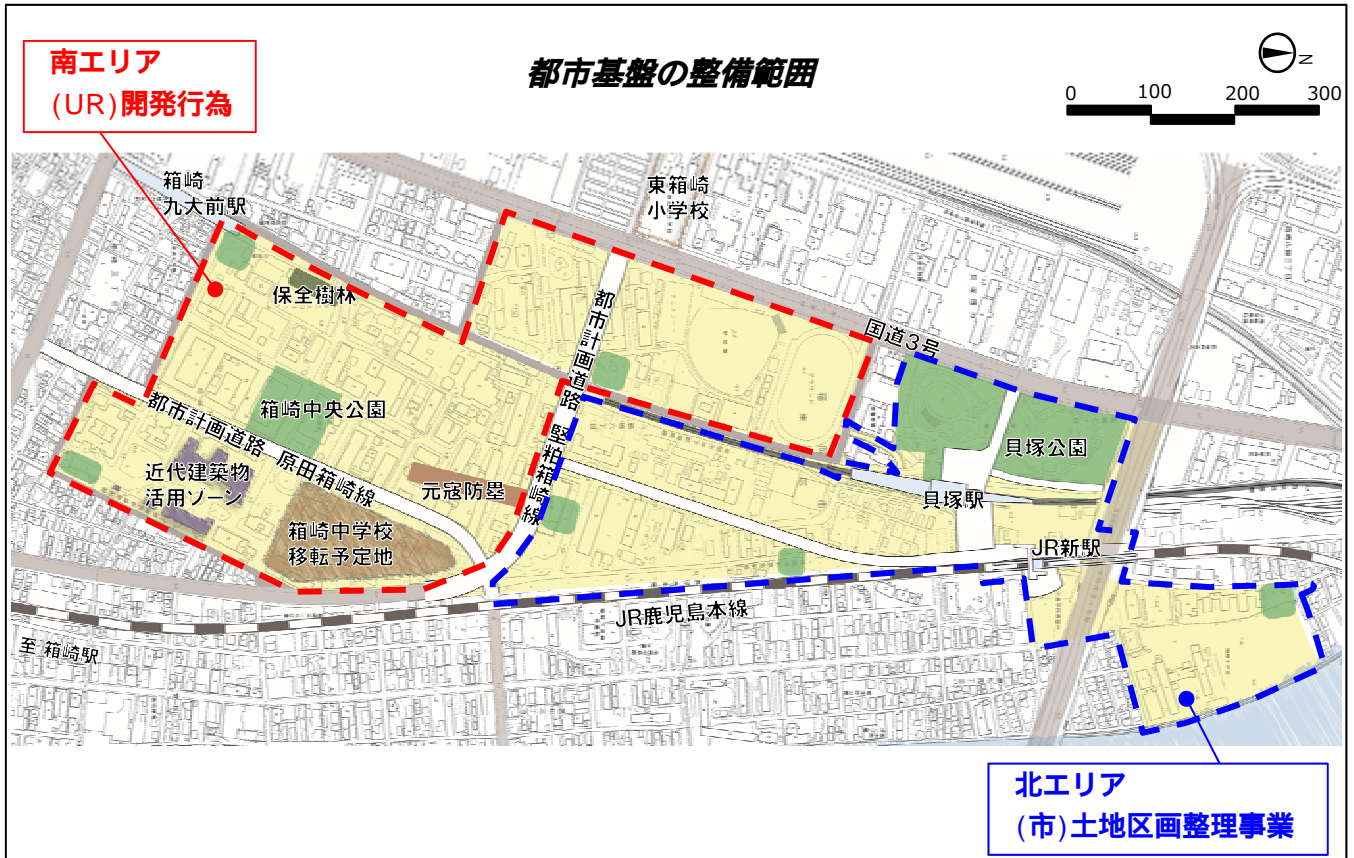 都市基盤の整備範囲
南エリア
(UR)開発行為
N
0 100 200 300
箱崎
九大前駅
保全樹林
東箱崎
小学校
都市計画道路 堅粕箱崎線
国道3号
都市計画道路 原田箱崎線
箱崎中央公園
近代建築物
活用ゾーン
元寇防塁
箱崎中学校
移転予定地
貝塚公園
貝塚駅
JR新駅
JR鹿児島本線
至 箱崎駅
北エリア
(市)土地区画整理事業